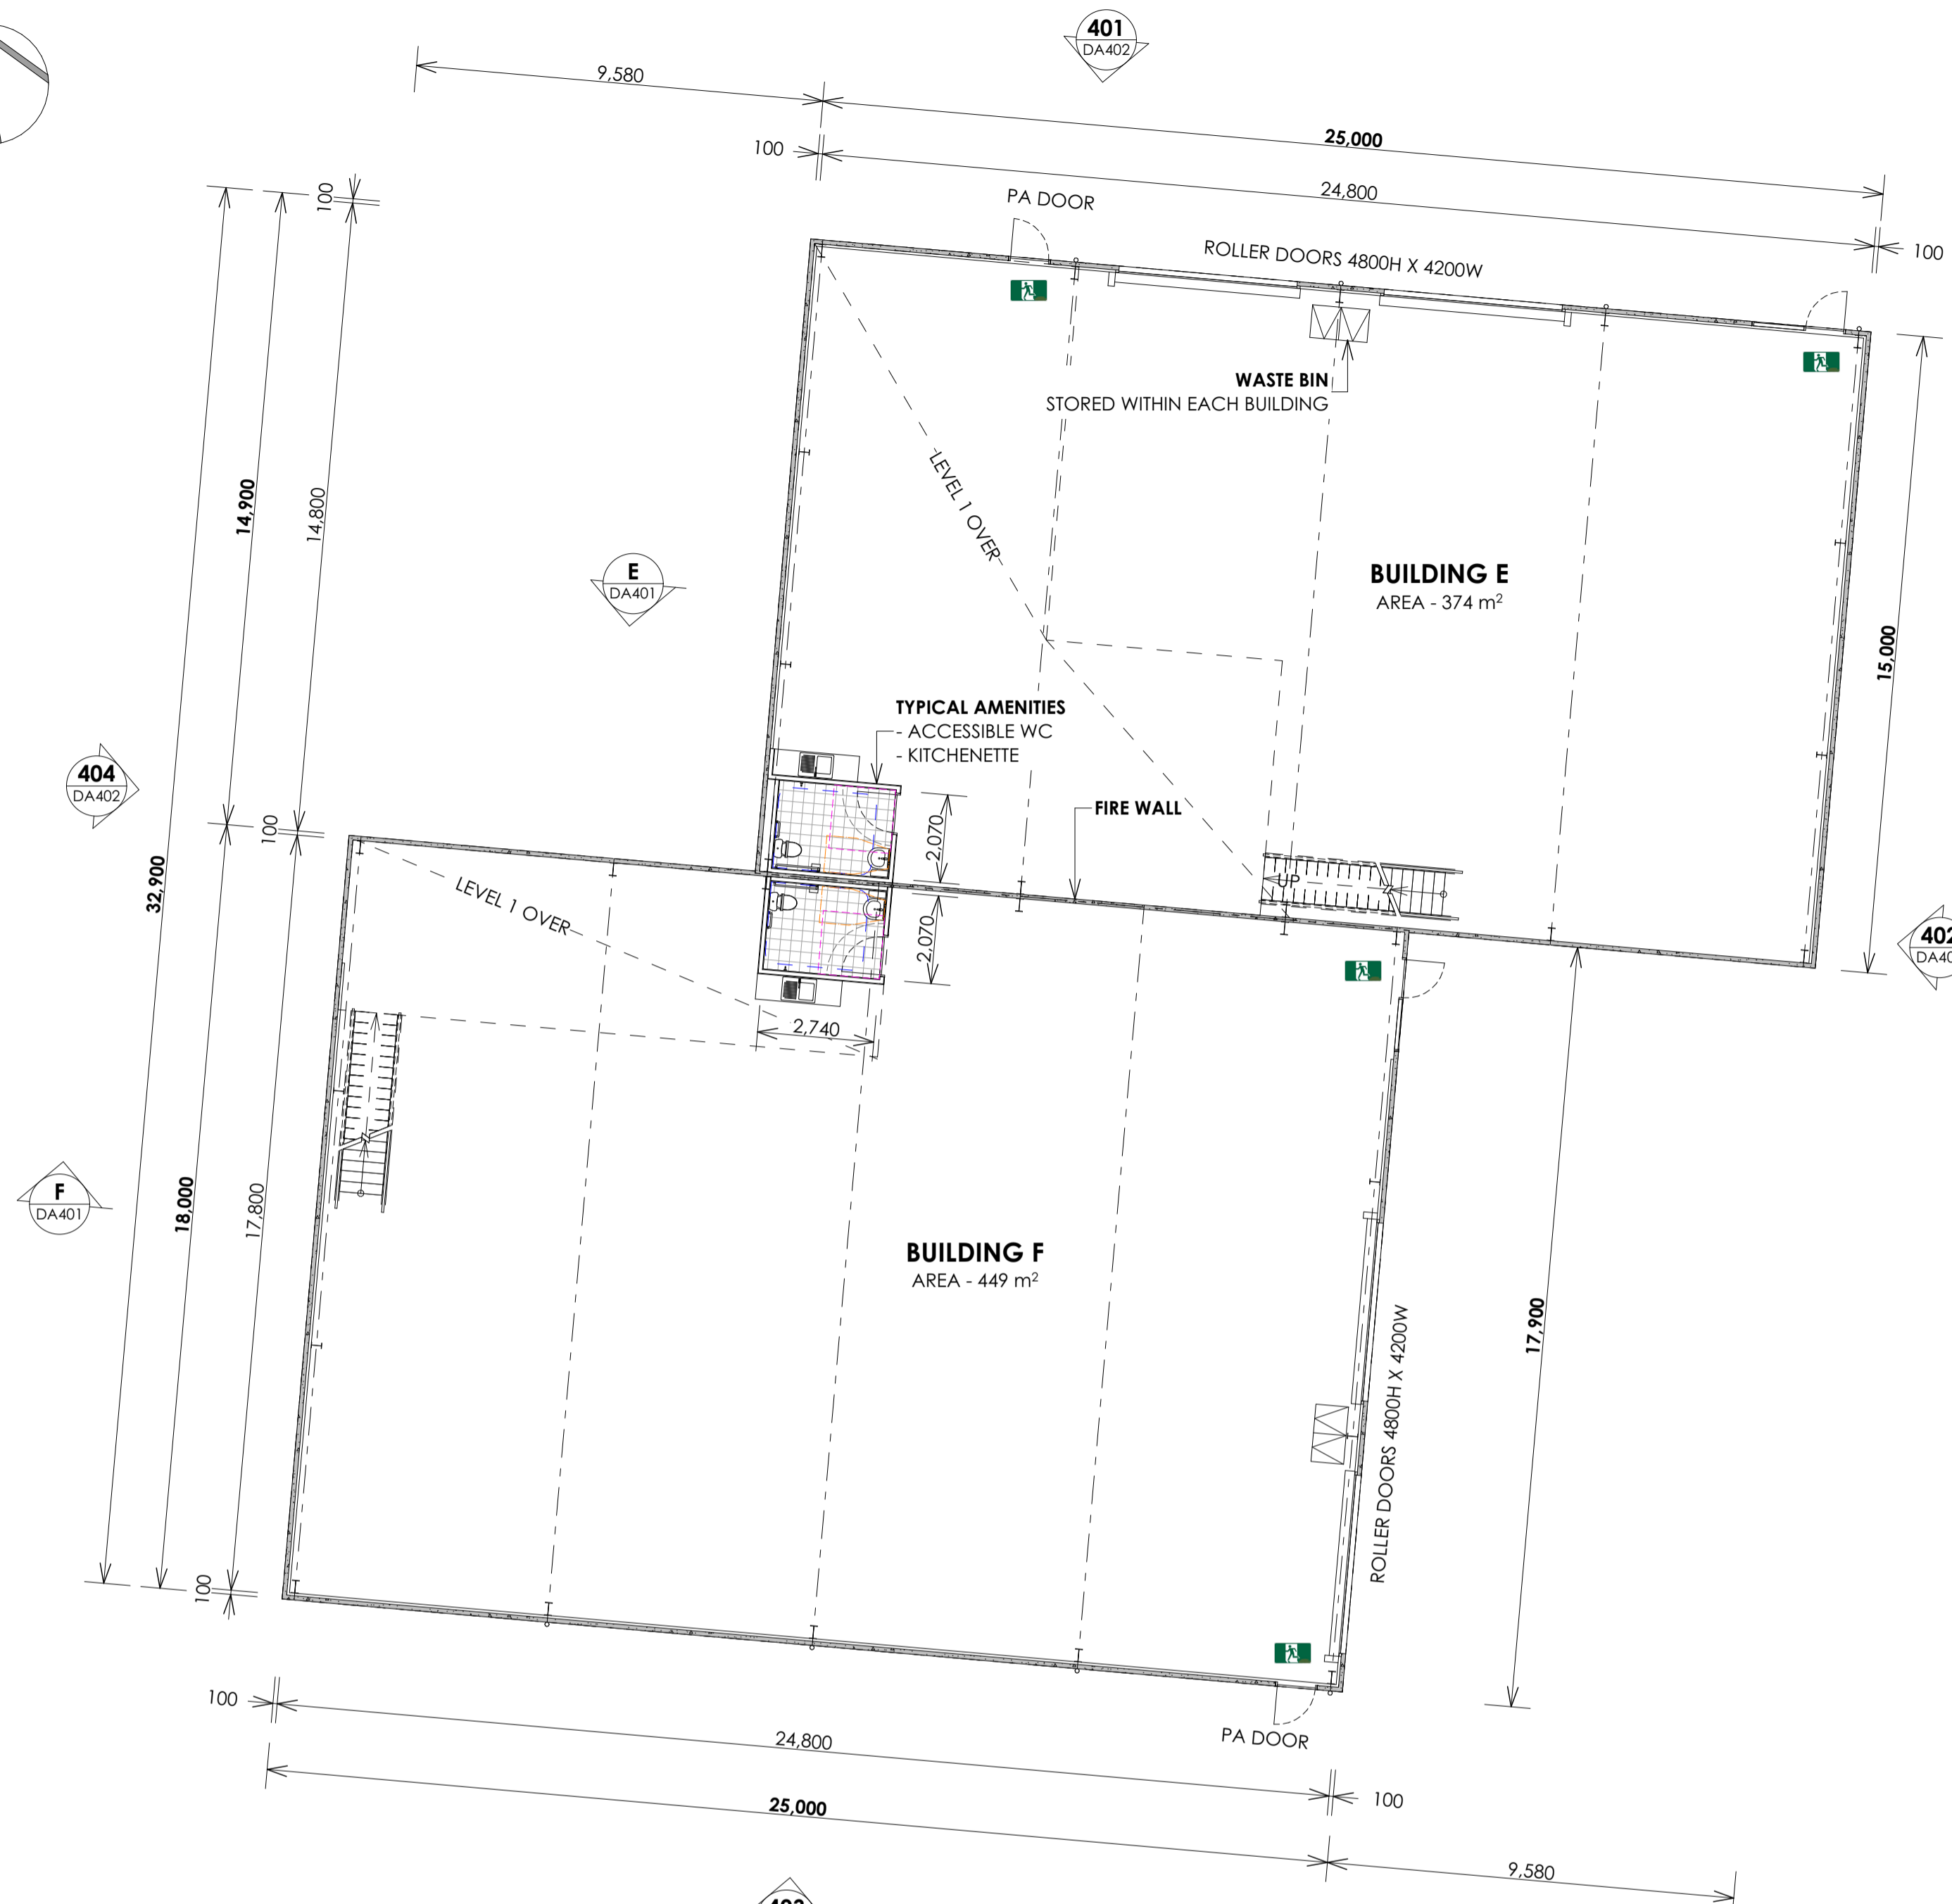 401
DA402
9,580
25,000
100
24,800
100
PA DOOR
ROLLER DOORS 4800H X 4200W
100
14,900
14,800
WASTE BIN
STORED WITHIN EACH BUILDING
LEVEL 1 OVER
E
DA401
BUILDING E
AREA - 374 m²
15,000
TYPICAL AMENITIES
- ACCESSIBLE WC
- KITCHENETTE
404
DA402
FIRE WALL
100
2,070
32,900
LEVEL 1 OVER
UP
2,070
402
2,740
F
DA401
18,000
17,800
BUILDING F
AREA - 449 m²
17,900
ROLLER DOORS 4800H X 4200W
100
100
24,800
PA DOOR
25,000
100
9,580